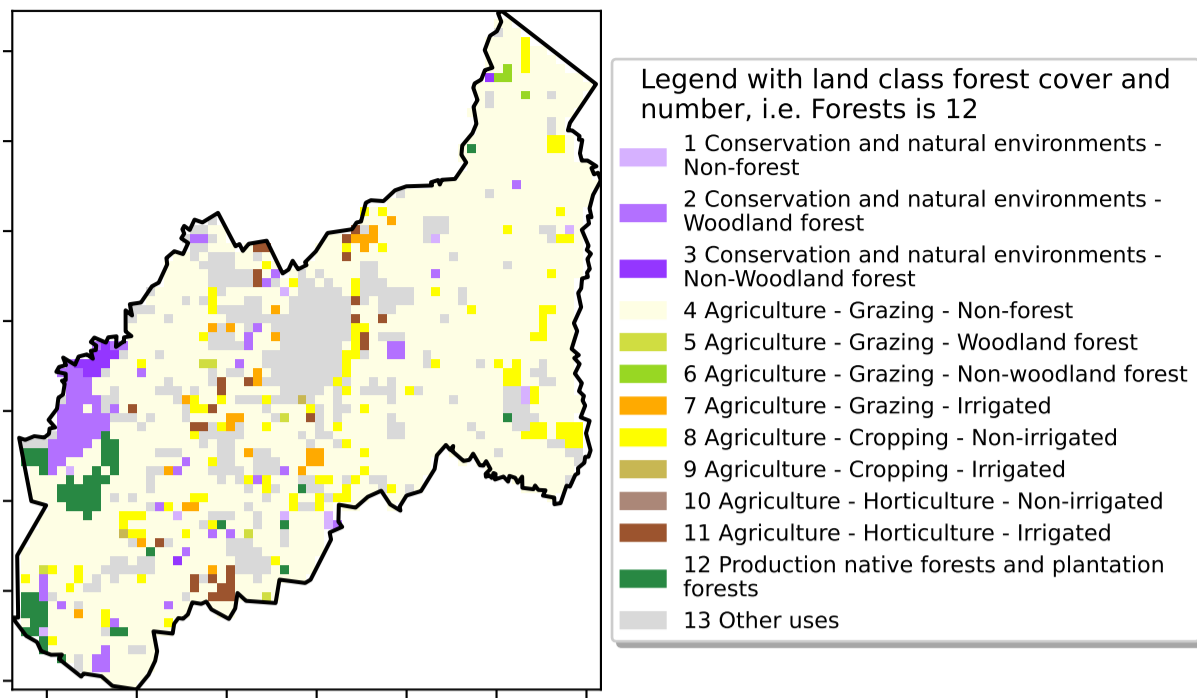 Legend with land class forest cover and
number, i.e. Forests is 12
1 Conservation and natural environments -
Non-forest
2 Conservation and natural environments -
Woodland forest
3 Conservation and natural environments -
Non-Woodland forest
4 Agriculture - Grazing - Non-forest
5 Agriculture - Grazing - Woodland forest
6 Agriculture - Grazing - Non-woodland forest
7 Agriculture - Grazing - Irrigated
8 Agriculture - Cropping - Non-irrigated
9 Agriculture - Cropping - Irrigated
10 Agriculture - Horticulture - Non-irrigated
11 Agriculture - Horticulture - Irrigated
12 Production native forests and plantation
forests
13 Other uses